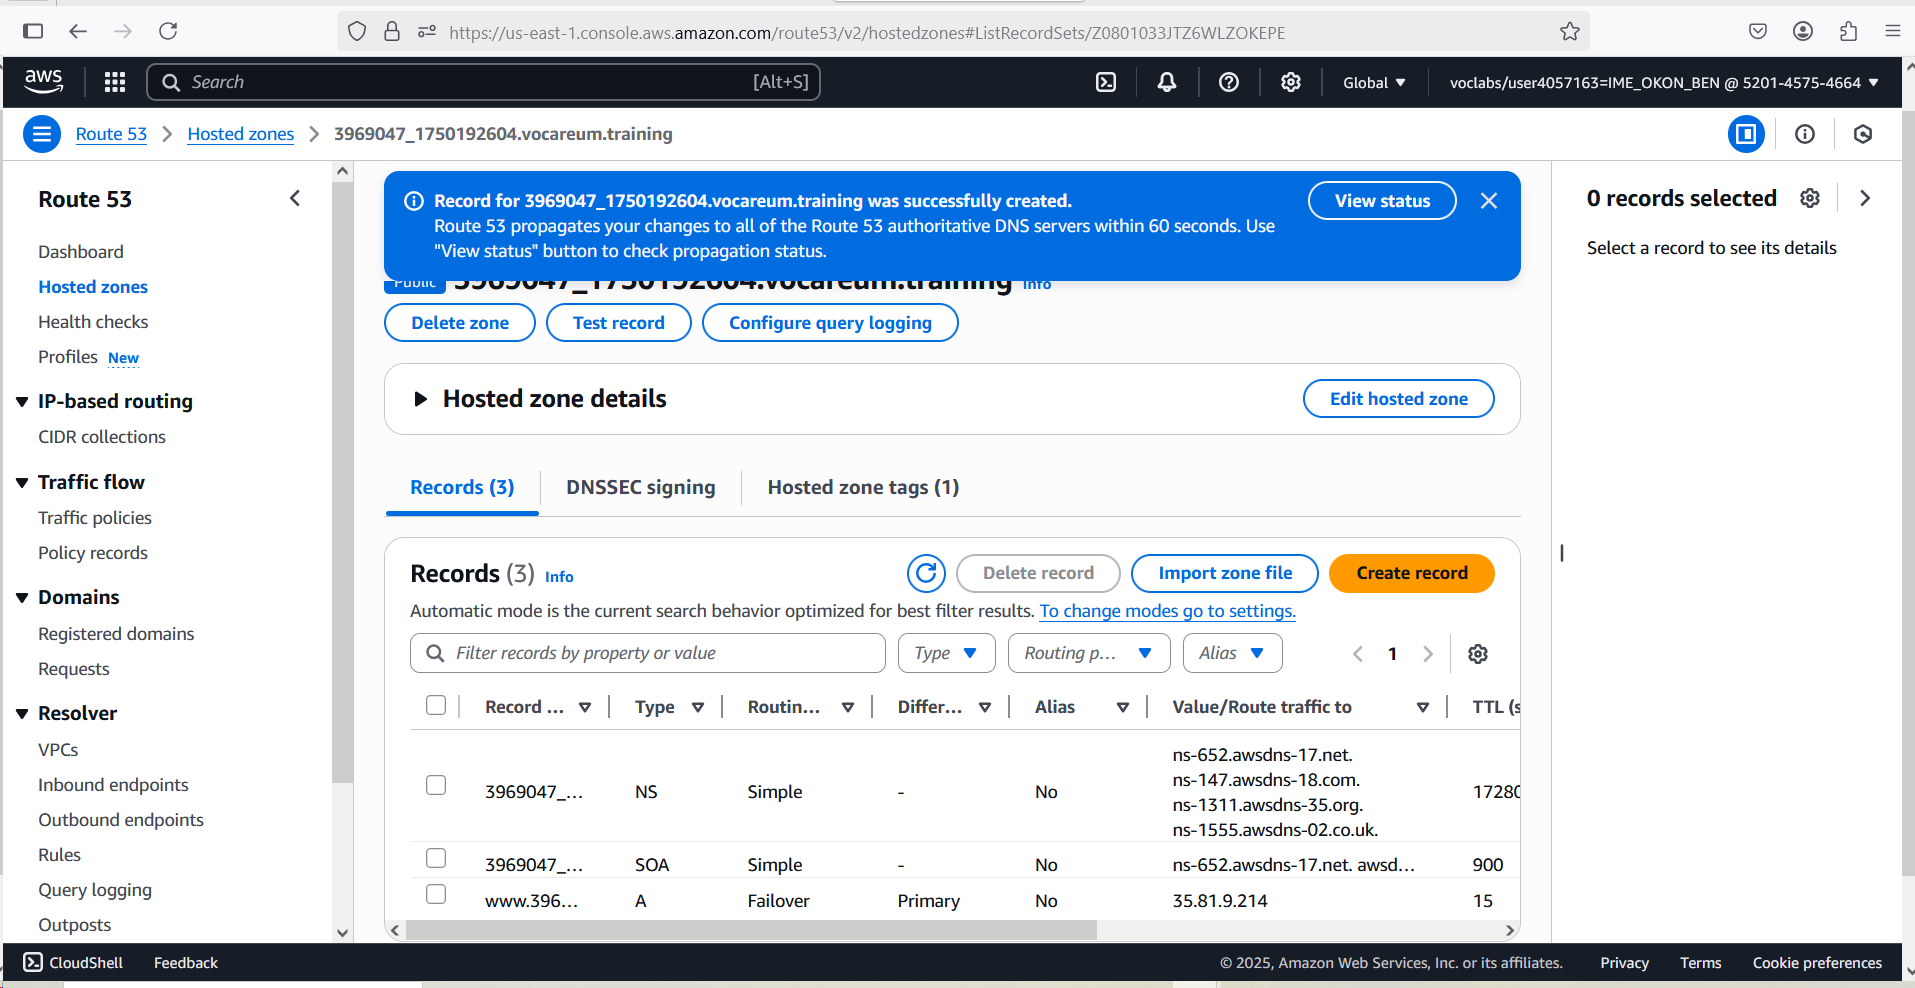 https://us-east-1.console.aws.amazon.com/route53/v2/hostedzones#ListRecordSets/Z0801033JTZ6WLZOKEPE
aws
Search
[Alt+S]
Global
voclabs/user4057163=IME_OKON_BEN @ 5201-4575-4664
Route 53
Hosted zones
3969047_1750192604.vocareum.training
Route 53
Dashboard
Hosted zones
Health checks
Profiles New
IP-based routing
CIDR collections
Traffic flow
Traffic policies
Policy records
Domains
Registered domains
Requests
Resolver
VPCs
Inbound endpoints
Outbound endpoints
Rules
Query logging
Outposts
Record for 3969047_1750192604.vocareum.training was successfully created.
Route 53 propagates your changes to all of the Route 53 authoritative DNS servers within 60 seconds. Use
"View status" button to check propagation status.
View status
Public 3969047_1750192604.vocareum.training Info
Delete zone
Test record
Configure query logging
Hosted zone details
Edit hosted zone
Records (3)
DNSSEC signing
Hosted zone tags (1)
Records (3) Info
Delete record
Import zone file
Create record
Automatic mode is the current search behavior optimized for best filter results. To change modes go to settings.
Filter records by property or value
Type
Routing p...
Alias
1
Record ... Type Routin... Differ... Alias Value/Route traffic to TTL (s
3969047_... NS Simple - No
ns-652.awsdns-17.net.
ns-147.awsdns-18.com.
ns-1311.awsdns-35.org.
ns-1555.awsdns-02.co.uk.
17280
3969047_... SOA Simple - No ns-652.awsdns-17.net. awsd... 900
www.396... A Failover Primary No 35.81.9.214 15
0 records selected
Select a record to see its details
CloudShell
Feedback
© 2025, Amazon Web Services, Inc. or its affiliates.
Privacy
Terms
Cookie preferences